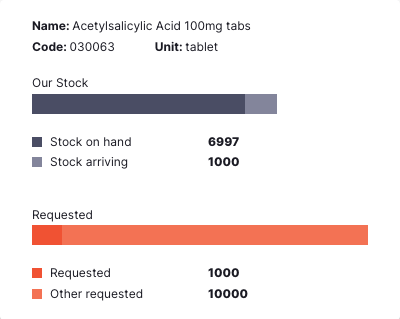 Name: Acetylsalicylic Acid 100mg tabs
Code: 030063 Unit: tablet
Our Stock
Stock on hand 6997
Stock arriving 1000
Requested
Requested 1000
Other requested 10000